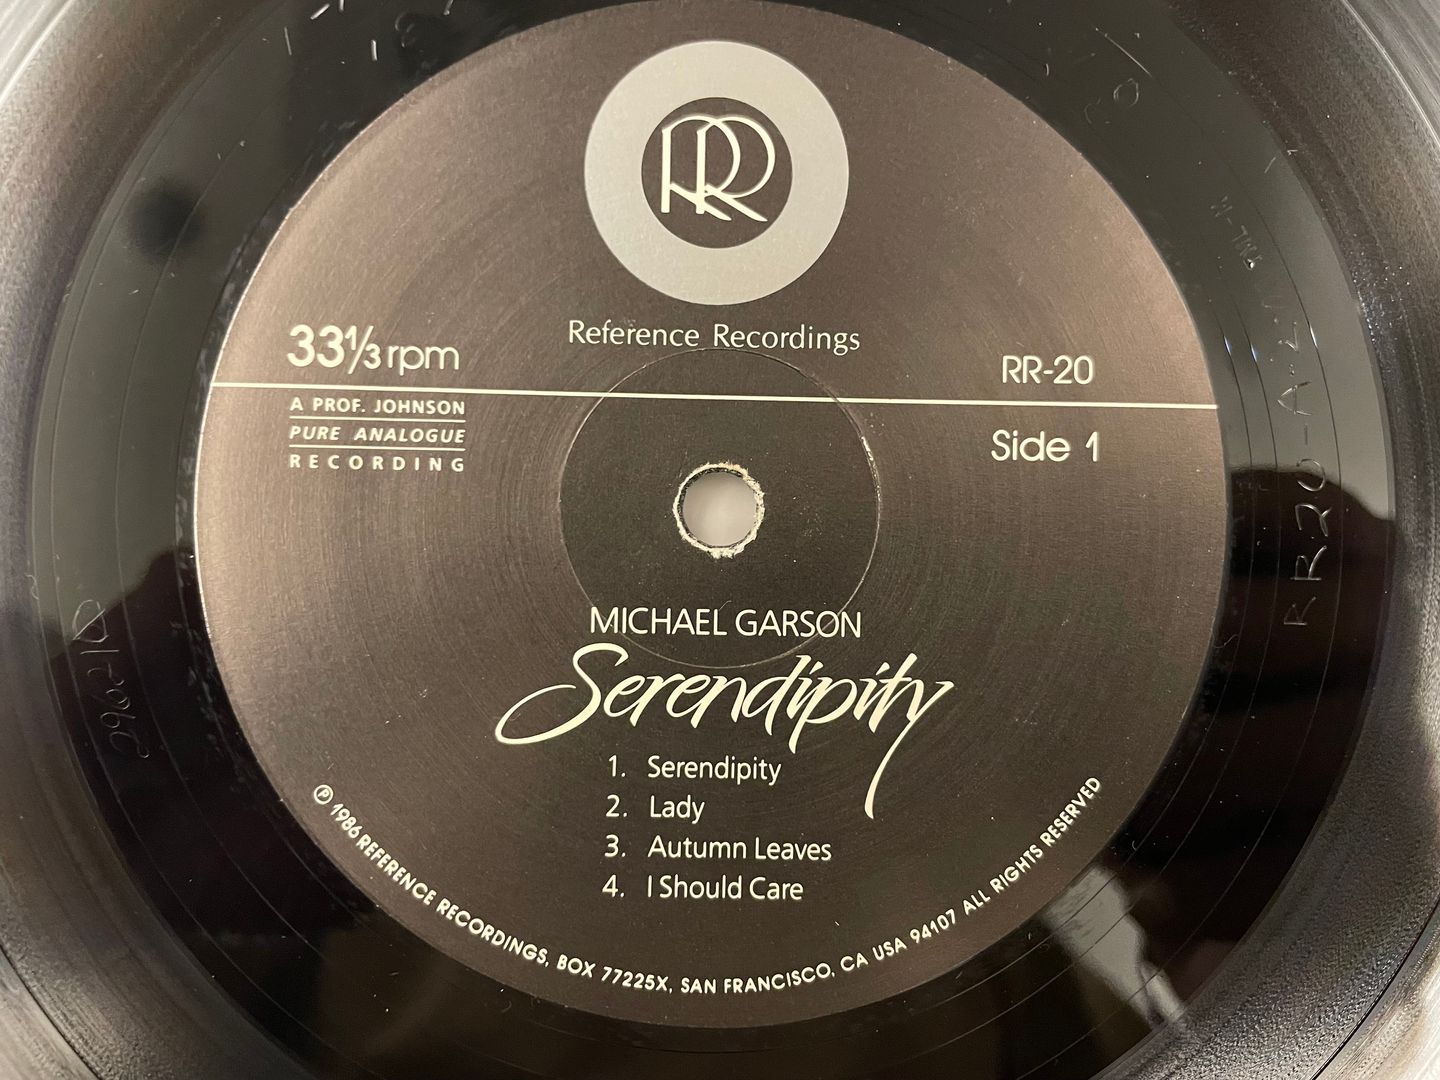 RR
Reference Recordings
33⅓ rpm
RR-20
A PROF. JOHNSON
PURE ANALOGUE
RECORDING
Side 1
MICHAEL GARSON
Serendipity
1. Serendipity
2. Lady
3. Autumn Leaves
4. I Should Care
℗ 1986 REFERENCE RECORDINGS, BOX 77225X, SAN FRANCISCO, CA USA 94107 ALL RIGHTS RESERVED